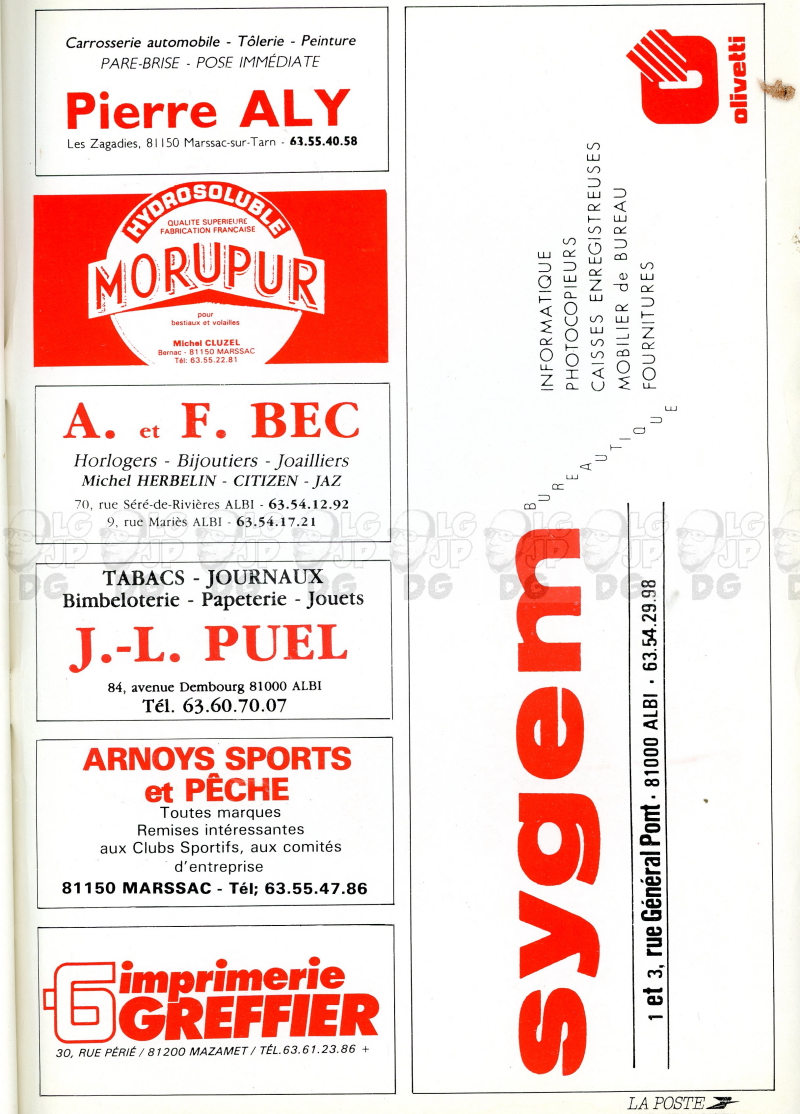 Carrosserie automobile - Tôlerie - Peinture
PARE-BRISE - POSE IMMÉDIATE
Pierre ALY
Les Zagadies, 81150 Marssac-sur-Tarn - 63.55.40.58
HYDROSOLUBLE
QUALITE SUPERIEURE
FABRICATION FRANÇAISE
MORUPUR
pour
bestiaux et volailles
Michel CLUZEL
Bernac - 81150 MARSSAC
Tél: 63.55.22.81
A. et F. BEC
Horlogers - Bijoutiers - Joailliers
Michel HERBELIN - CITIZEN - JAZ
70, rue Séré-de-Rivières ALBI - 63.54.12.92
9, rue Mariès ALBI - 63.54.17.21
TABACS - JOURNAUX
Bimbeloterie - Papeterie - Jouets
J.-L. PUEL
84, avenue Dembourg 81000 ALBI
Tél. 63.60.70.07
ARNOYS SPORTS
et PÊCHE
Toutes marques
Remises intéressantes
aux Clubs Sportifs, aux comités
d'entreprise
81150 MARSSAC - Tél; 63.55.47.86
G imprimerie
GREFFIER
30, RUE PÉRIÉ / 81200 MAZAMET / TÉL.63.61.23.86 +
olivetti
INFORMATIQUE
PHOTOCOPIEURS
CAISSES ENREGISTREUSES
MOBILIER de BUREAU
FOURNITURES
BUREAUTIQUE
sygem
1 et 3, rue Général Pont. 81000 ALBI . 63.54.29.98
LA POSTE
LG JP DG